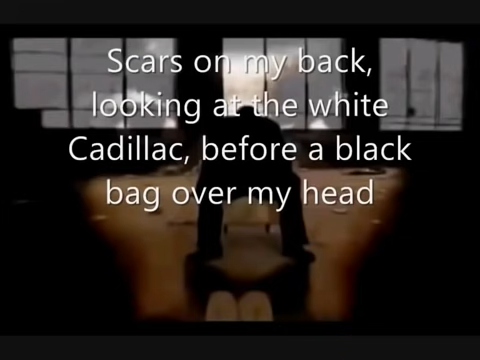 Scars on my back,
looking at the white
Cadillac, before a black
bag over my head